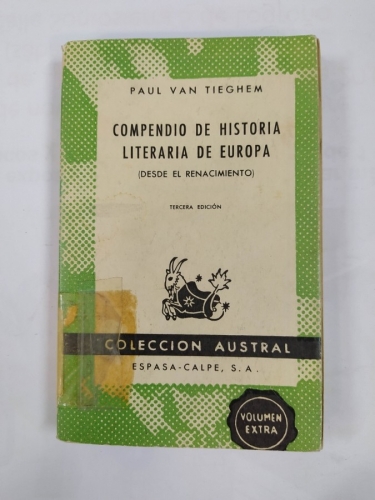 PAUL VAN TIEGHEM
COMPENDIO DE HISTORIA
LITERARIA DE EUROPA
(DESDE EL RENACIMIENTO)
TERCERA EDICIÓN
COLECCION AUSTRAL
ESPASA-CALPE, S. A.
VOLUMEN
EXTRA